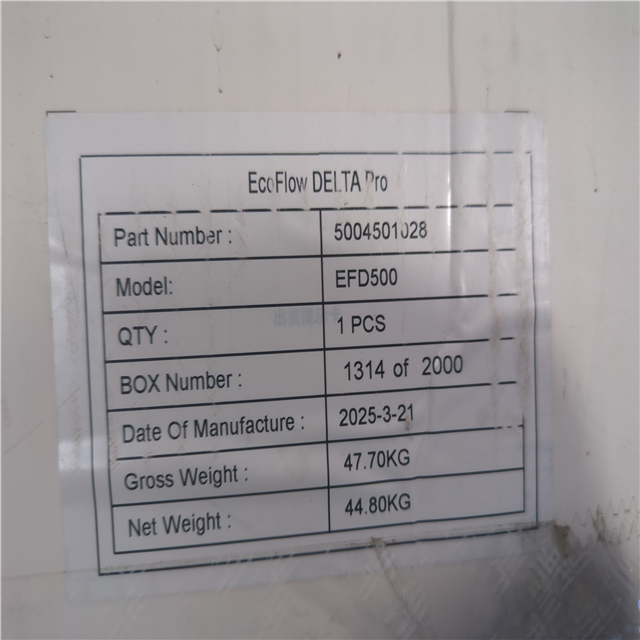 EcoFlow DELTA Pro
Part Number : 5004501028
Model: EFD500
QTY : 1 PCS
BOX Number : 1314 of 2000
Date Of Manufacture : 2025-3-21
Gross Weight : 47.70KG
Net Weight : 44.80KG